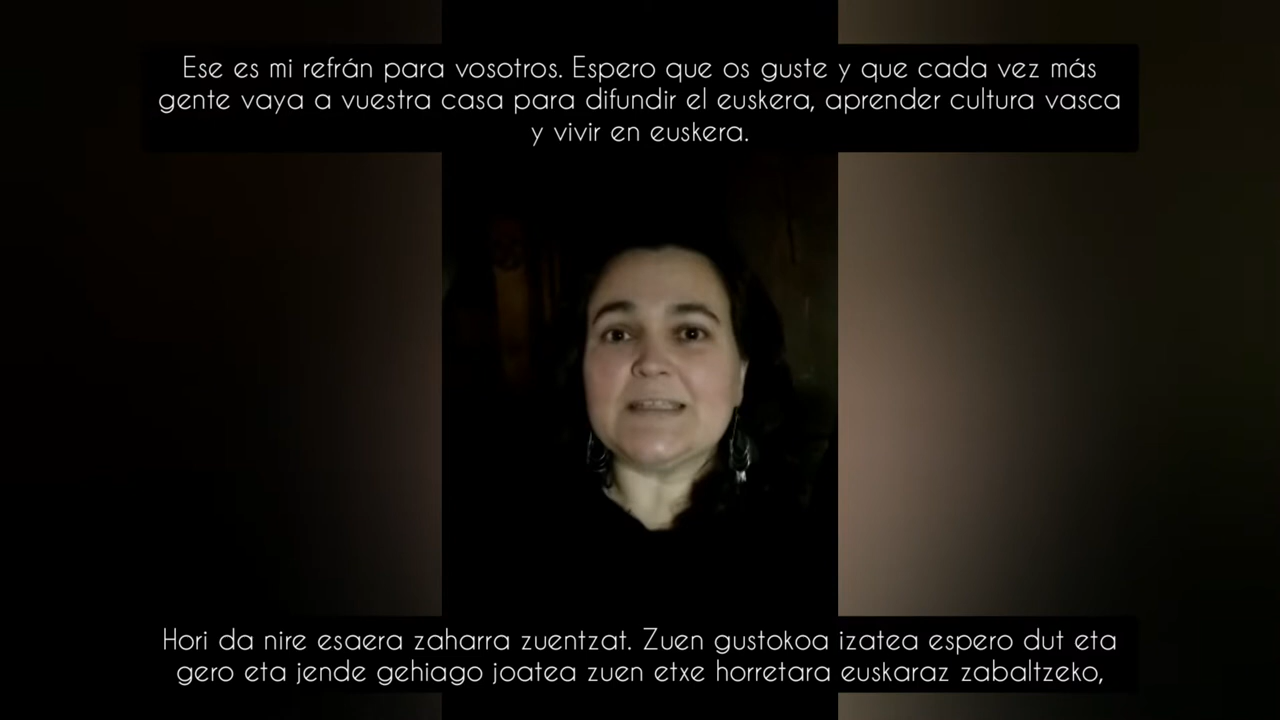 Ese es mi refrán para vosotros. Espero que os guste y que cada vez más
gente vaya a vuestra casa para difundir el euskera, aprender cultura vasca
y vivir en euskera.
Hori da nire esaera zaharra zuentzat. Zuen gustokoa izatea espero dut eta
gero eta jende gehiago joatea zuen etxe horretara euskaraz zabaltzeko,